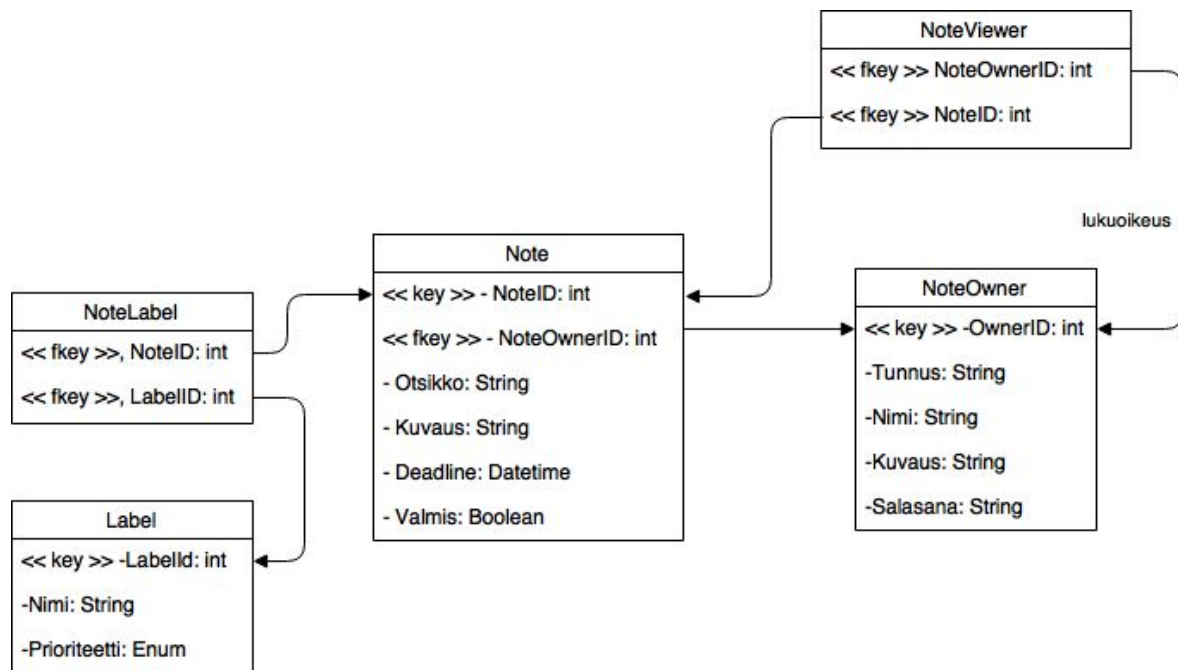 NoteViewer
<< fkey >> NoteOwnerID: int
<< fkey >> NoteID: int
lukuoikeus
Note
<< key >> - NoteID: int
<< fkey >> - NoteOwnerID: int
- Otsikko: String
- Kuvaus: String
- Deadline: Datetime
- Valmis: Boolean
NoteOwner
<< key >> -OwnerID: int
-Tunnus: String
-Nimi: String
-Kuvaus: String
-Salasana: String
NoteLabel
<< fkey >>, NoteID: int
<< fkey >>, LabelID: int
Label
<< key >> -LabelId: int
-Nimi: String
-Prioriteetti: Enum